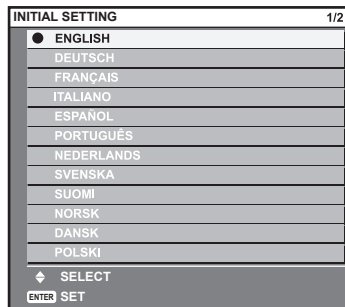 INITIAL SETTING 1/2
ENGLISH
DEUTSCH
FRANÇAIS
ITALIANO
ESPAÑOL
PORTUGUÊS
NEDERLANDS
SVENSKA
SUOMI
NORSK
DANSK
POLSKI
SELECT
ENTER SET